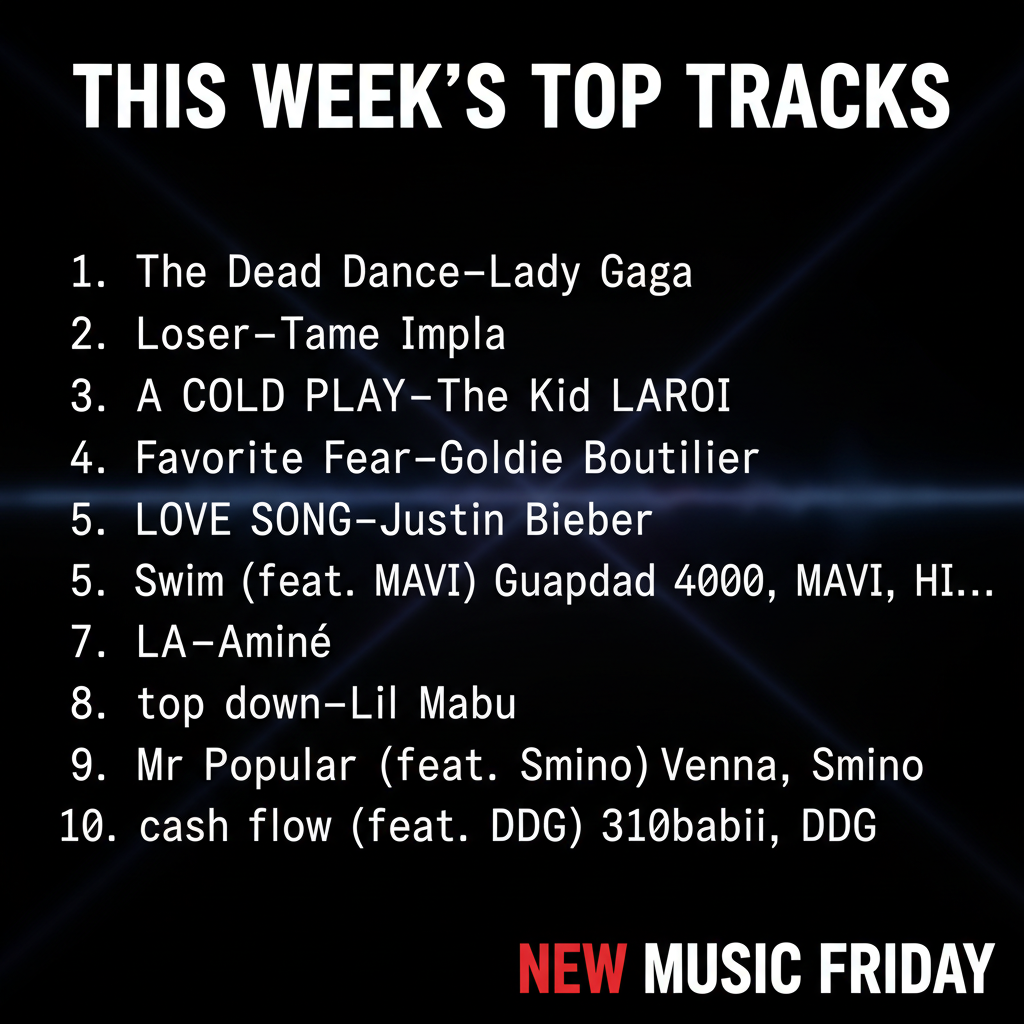 THIS WEEK'S TOP TRACKS
1. The Dead Dance–Lady Gaga
2. Loser–Tame Impla
3. A COLD PLAY–The Kid LAROI
4. Favorite Fear–Goldie Boutilier
5. LOVE SONG–Justin Bieber
5. Swim (feat. MAVI) Guapdad 4000, MAVI, HI...
7. LA–Aminé
8. top down–Lil Mabu
9. Mr Popular (feat. Smino) Venna, Smino
10. cash flow (feat. DDG) 310babii, DDG
NEW MUSIC FRIDAY